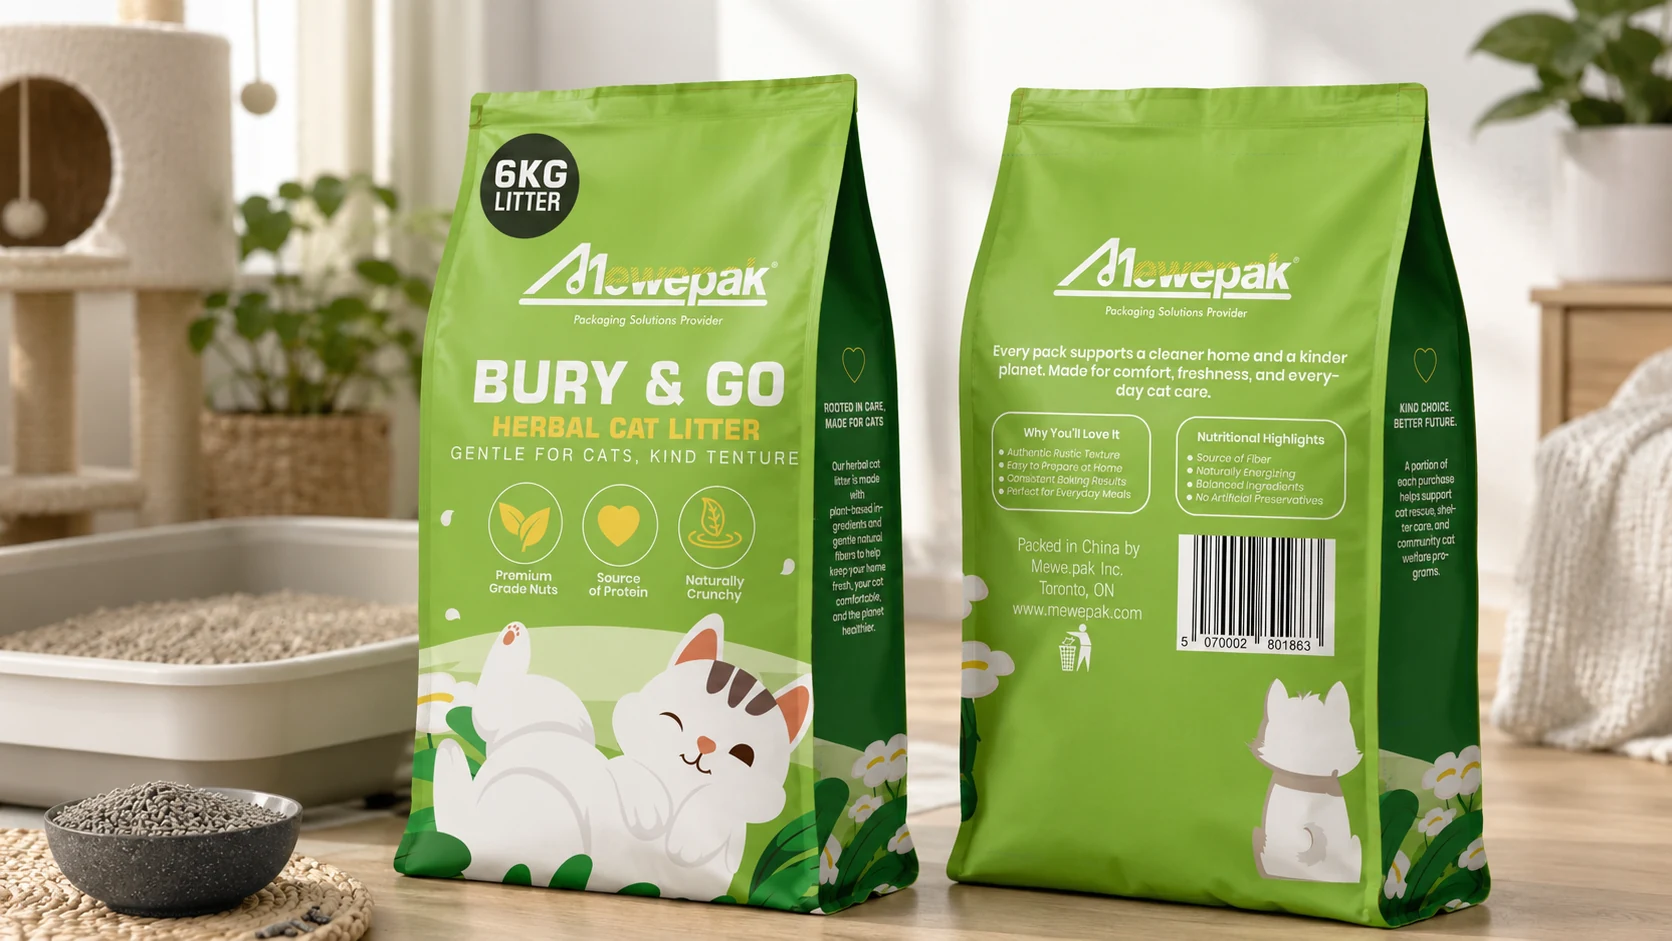 6KG
LITTER
Mewepak®
Packaging Solutions Provider
BURY & GO
HERBAL CAT LITTER
GENTLE FOR CATS, KIND TENTURE
Premium
Grade Nuts
Source
of Protein
Naturally
Crunchy
ROOTED IN CARE,
MADE FOR CATS
Our herbal cat
litter is made
with
plant-based in-
gredients and
gentle natural
fibers to help
keep your home
fresh, your cat
comfortable,
and the planet
healthier.
Mewepak®
Packaging Solutions Provider
Every pack supports a cleaner home and a kinder
planet. Made for comfort, freshness, and every-
day cat care.
Why You'll Love It
Authentic Rustic Texture
Easy to Prepare at Home
Consistent Baking Results
Perfect for Everyday Meals
Nutritional Highlights
Source of Fiber
Naturally Energizing
Balanced Ingredients
No Artificial Preservatives
Packed in China by
Mewe.pak Inc.
Toronto, ON
www.mewepak.com
5 070002 801863
KIND CHOICE.
BETTER FUTURE.
A portion of
each purchase
helps support
cat rescue, shel-
ter care, and
community cat
welfare pro-
grams.